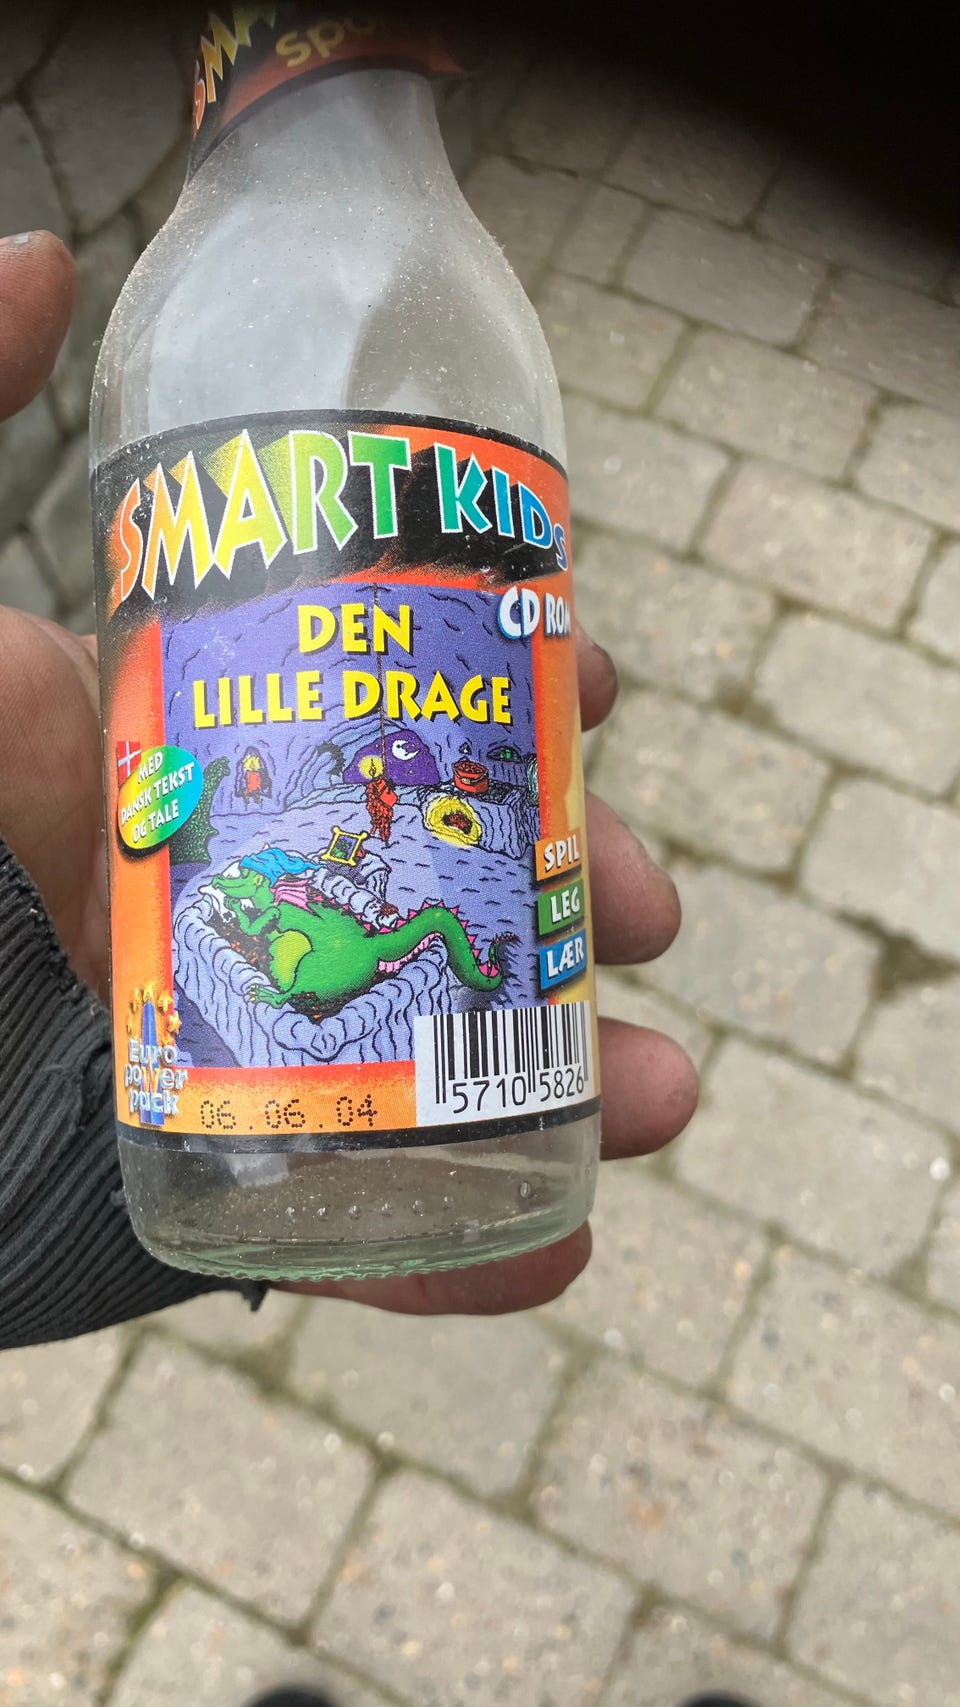 SMA
SMART KIDS
CD ROM
DEN
LILLE DRAGE
MED
DANSK TEKST
OG TALE
SPIL
LEG
LÆR
Euro
power
pack
06.06.04
5710 5826